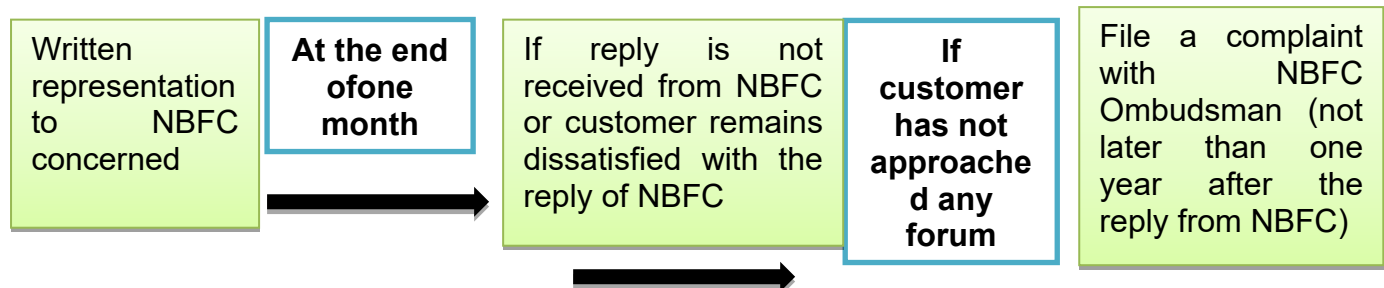 Written
representation
to NBFC
concerned
At the end
ofone
month
If reply is not
received from NBFC
or customer remains
dissatisfied with the
reply of NBFC
If
customer
has not
approache
d any
forum
File a complaint
with NBFC
Ombudsman (not
later than one
year after the
reply from NBFC)